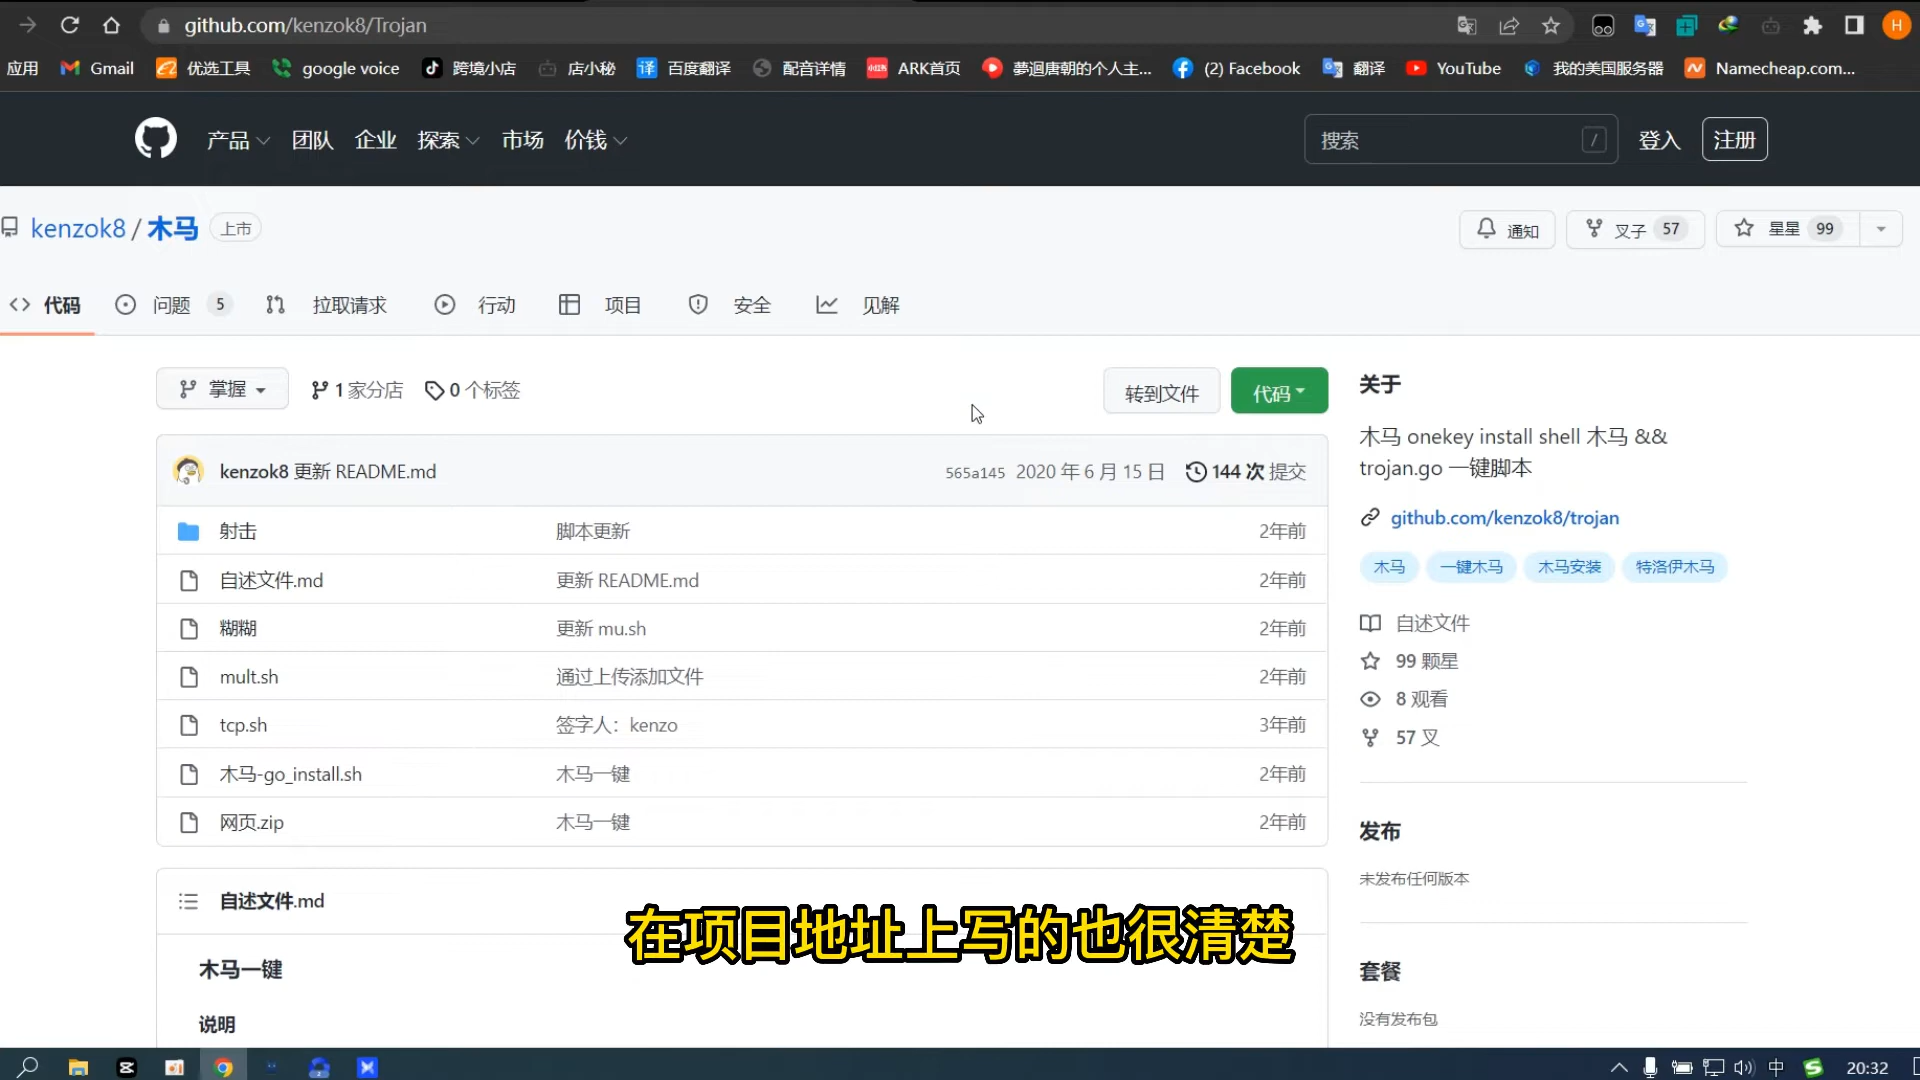 github.com/kenzok8/Trojan
H
应用 Gmail 优选工具 google voice 跨境小店 店小秘 译 百度翻译 配音详情 ARK首页 夢迴唐朝的个人主... (2) Facebook 翻译 YouTube 我的美国服务器 Namecheap.com...
产品 团队 企业 探索 市场 价钱 搜索 / 登入 注册
kenzok8 / 木马 上市 通知 叉子 57 星星 99
代码 问题 5 拉取请求 行动 项目 安全 见解
掌握 1 家分店 0 个标签 转到文件 代码
kenzok8 更新 README.md 565a145 2020 年 6 月 15 日 144 次 提交
射击 脚本更新 2年前
自述文件.md 更新 README.md 2年前
糊糊 更新 mu.sh 2年前
mult.sh 通过上传添加文件 2年前
tcp.sh 签字人：kenzo 3年前
木马-go_install.sh 木马一键 2年前
网页.zip 木马一键 2年前
自述文件.md
木马一键
说明
关于
木马 onekey install shell 木马 &&
trojan.go 一键脚本
github.com/kenzok8/trojan
木马 一键木马 木马安装 特洛伊木马
自述文件
99 颗星
8 观看
57 叉
发布
未发布任何版本
套餐
没有发布包
在项目地址上写的也很清楚
中 20:32